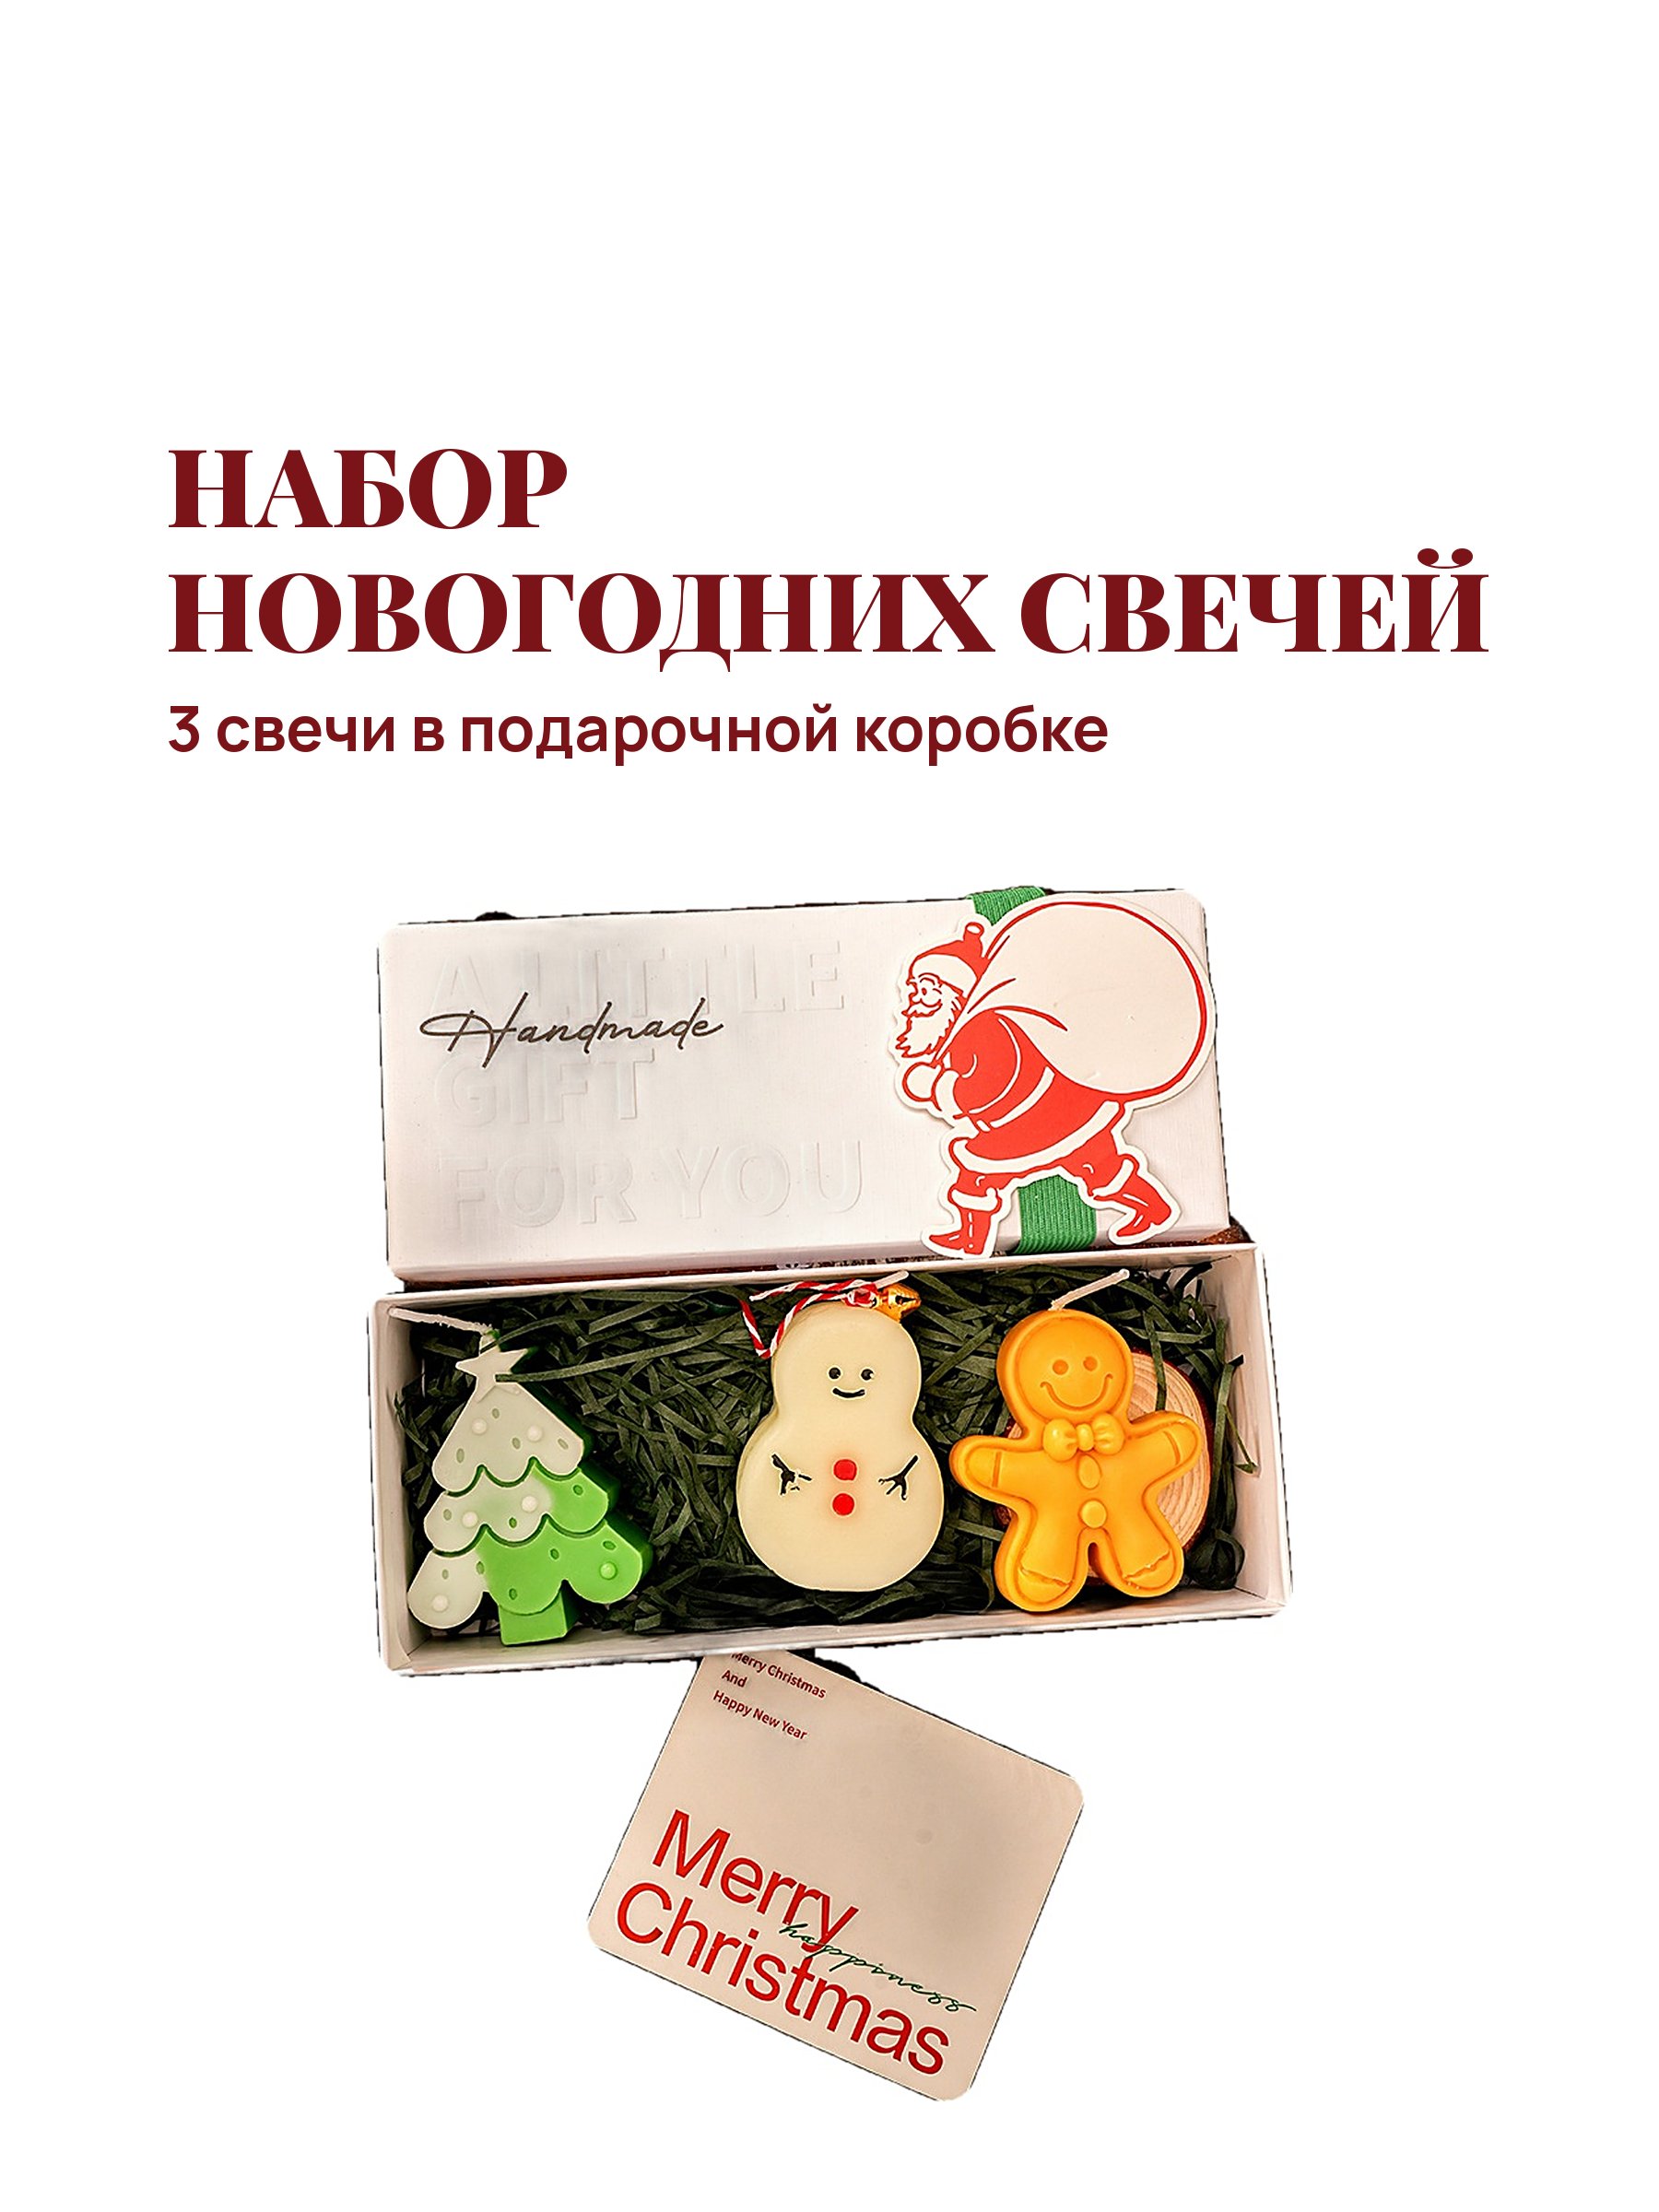 НАБОР
НОВОГОДНИХ СВЕЧЕЙ
3 свечи в подарочной коробке
A LITTLE
Handmade
GIFT
FOR YOU
Merry Christmas
And
Happy New Year
Merry
happiness
Christmas